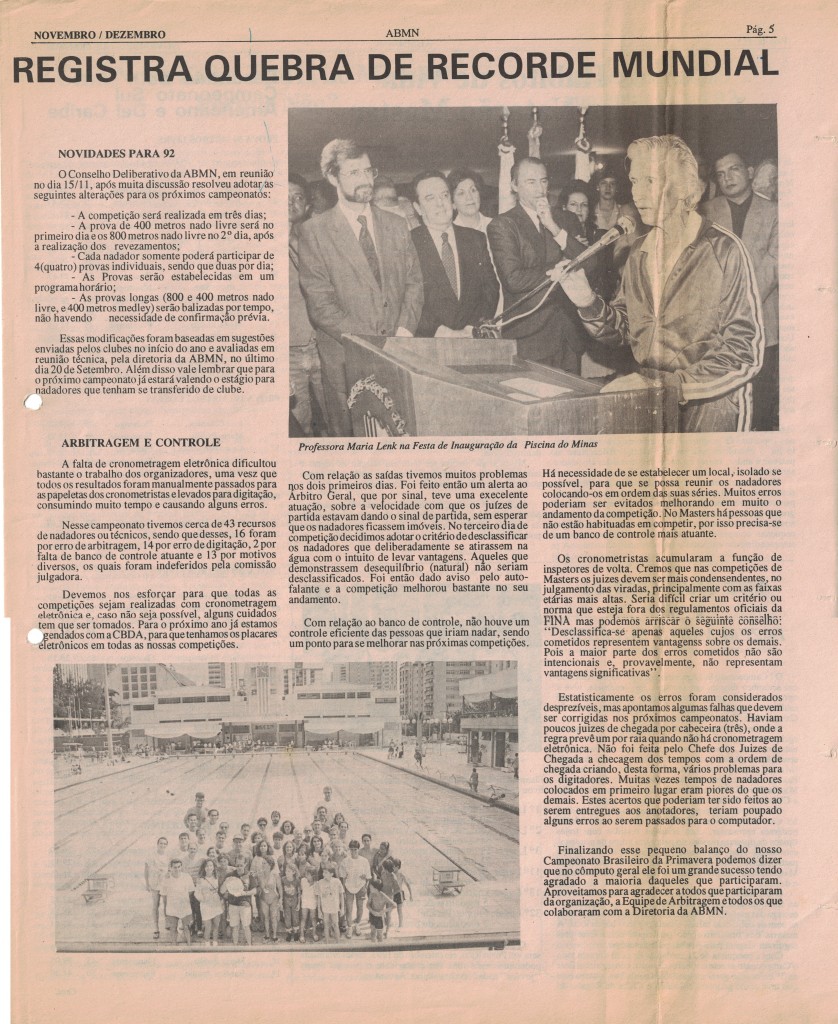 NOVEMBRO / DEZEMBRO
ABMN
Pág. 5
REGISTRA QUEBRA DE RECORDE MUNDIAL
NOVIDADES PARA 92
O Conselho Deliberativo da ABMN, em reunião
no dia 15/11, após muita discussão resolveu adotar as
seguintes alterações para os próximos campeonatos:
- A competição será realizada em três dias;
- A prova de 400 metros nado livre será no
primeiro dia e os 800 metros nado livre no 2º dia, após
a realização dos revezamentos;
- Cada nadador somente poderá participar de
4(quatro) provas individuais, sendo que duas por dia;
- As Provas serão estabelecidas em um
programa horário;
- As provas longas (800 e 400 metros nado
livre, e 400 metros medley) serão balizadas por tempo,
não havendo necessidade de confirmação prévia.
Essas modificações foram baseadas em sugestões
enviadas pelos clubes no início do ano e avaliadas em
reunião técnica, pela diretoria da ABMN, no último
dia 20 de Setembro. Além disso vale lembrar que para
o próximo campeonato já estará valendo o estágio para
nadadores que tenham se transferido de clube.
Professora Maria Lenk na Festa de Inauguração da Piscina do Minas
ARBITRAGEM E CONTROLE
A falta de cronometragem eletrônica dificultou
bastante o trabalho dos organizadores, uma vesz que
todos os resultados foram manualmente passados para
as papeletas dos cronometristas e levados para digitação,
consumindo muito tempo e causando alguns erros.
Nesse campeonato tivemos cerca de 43 recursos
de nadadores ou técnicos, sendo que desses, 16 foram
por erro de arbitragem, 14 por erro de digitação, 2 por
falta de banco de controle atuante e 13 por motivos
diversos, os quais foram indeferidos pela comissão
julgadora.
Devemos nos esforçar para que todas as
competições sejam realizadas com cronometragem
eletrônica e, caso não seja possível, alguns cuidados
tem que ser tomados. Para o próximo ano já estamos
agendados com a CBDA, para que tenhamos os placares
eletrônicos em todas as nossas competições.
Com relação as saídas tivemos muitos problemas
nos dois primeiros dias. Foi feito então um alerta ao
Arbitro Geral, que por sinal, teve uma execelente
atuação, sobre a velocidade com que os juízes de
partida estavam dando o sinal de partida, sem esperar
que os nadadores ficassem imóveis. No terceiro dia de
competição decidimos adotar o critério de desclassificar
os nadadores que deliberadamente se atirassem na
água com o intuito de levar vantagens. Aqueles que
demonstrassem desequilíbrio (natural) não seriam
desclassificados. Foi então dado aviso pelo auto-
falante e a competição melhorou bastante no seu
andamento.
Com relação ao banco de controle, não houve um
controle eficiente das pessoas que iriam nadar, sendo
um ponto para se melhorar nas próximas competições.
Há necessidade de se estabelecer um local, isolado se
possível, para que se possa reunir os nadadores
colocando-os em ordem das suas séries. Muitos erros
poderiam ser evitados melhorando em muito o
andamento da competição. No Masters há pessoas que
não estão habituadas em competir, por isso precisa-se
de um banco de controle mais atuante.
Os cronometristas acumularam a função de
inspetores de volta. Cremos que nas competições de
Masters os juizes devem ser mais condensendentes, no
julgamento das viradas, principalmente com as faixas
etárias mais altas. Seria difícil criar um critério ou
norma que esteja fora dos regulamentos oficiais da
FINA mas podemos arriscar o seguinte conselho:
"Desclassifica-se apenas aqueles cujos os erros
cometidos representem vantagenss sobre os demais.
Pois a maior parte dos erros cometidos não são
intencionais e, provavelmente, não representam
vantagens significativas".
Estatisticamente os erros foram considerados
desprezíveis, mas apontamos algumas falhas que devem
ser corrigidas nos próximos campeonatos. Haviam
poucos juizes de chegada por cabeceira (três), onde a
regra prevê um por raia quando não há cronometragem
eletrônica. Não foi feita pelo Chefe dos Juizes de
Chegada a checagem dos tempos com a ordem de
chegada criando, desta forma, vários problemas para
os digitadores. Muitas vezes tempos de nadadores
colocados em primeiro lugar eram piores do que os
demais. Estes acertos que poderiam ter sido feitos ao
serem entregues aos anotadores, teriam poupado
alguns erros ao serem passados para o computador.
Finalizando esse pequeno balanço do nosso
Campeonato Brasileiro da Primavera podemos dizer
que no cômputo geral ele foi um grande sucesso tendo
agradado a maioria daqueles que participaram.
Aproveitamos para agradecer a todos que participaram
da organização, a Equipe de Arbitragem e todos os que
colaboraram com a Diretoria da ABMN.